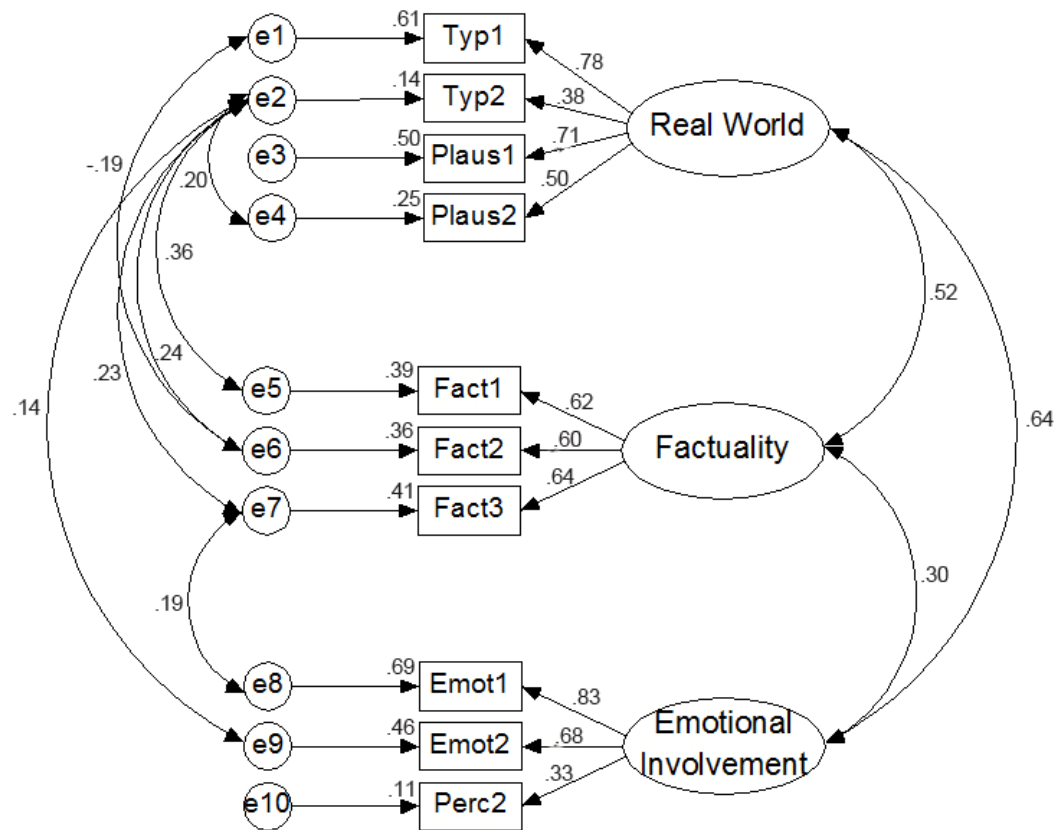 e1 .61 Typ1
.78
e2 .14 Typ2
.38
Real World
e3 .50 Plaus1
.71
-.19
.20
.50
e4 .25 Plaus2
.36
.52
e5 .39 Fact1
.62
.24
.23
.14
e6 .36 Fact2
.60
Factuality
.64
e7 .41 Fact3
.64
.30
.19
e8 .69 Emot1
.83
Emotional
e9 .46 Emot2
.68
Involvement
.33
e10 .11 Perc2